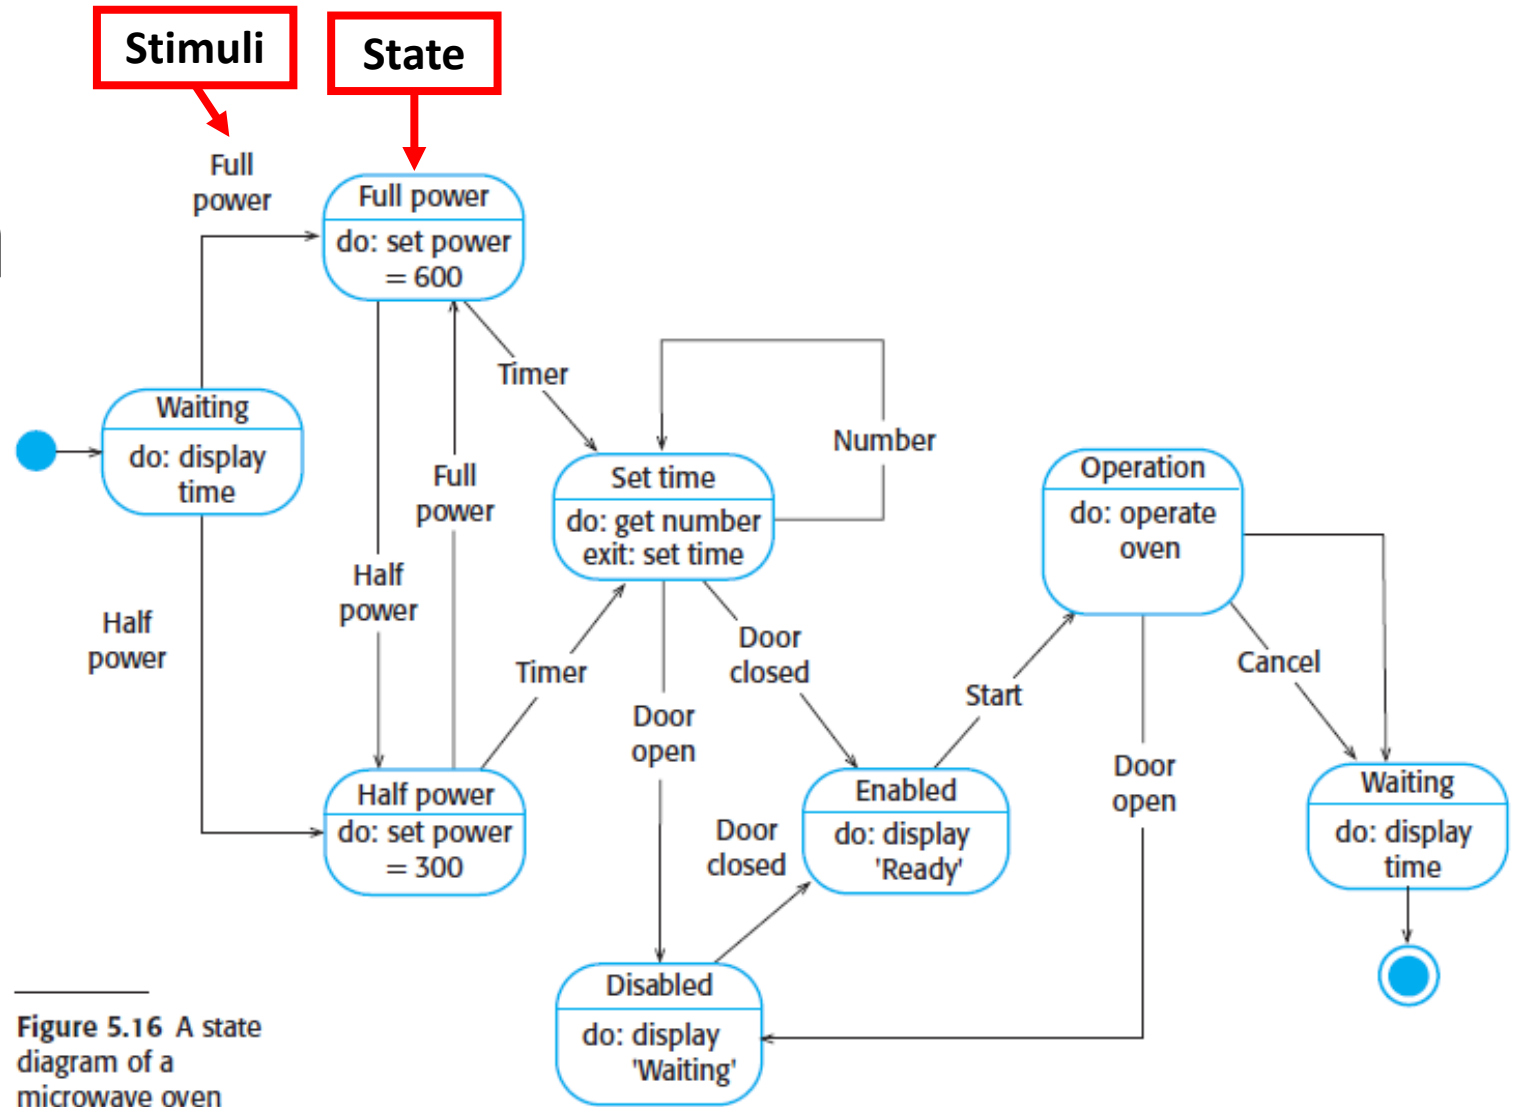 Stimuli
State
Full
power
Full power
do: set power
= 600
Timer
Waiting
do: display
time
Number
Full
power
Set time
do: get number
exit: set time
Operation
do: operate
oven
Half
power
Half
power
Timer
Door
closed
Door
open
Start
Cancel
Door
open
Half power
do: set power
= 300
Door
closed
Enabled
do: display
'Ready'
Waiting
do: display
time
Disabled
do: display
'Waiting'
Figure 5.16 A state
diagram of a
microwave oven